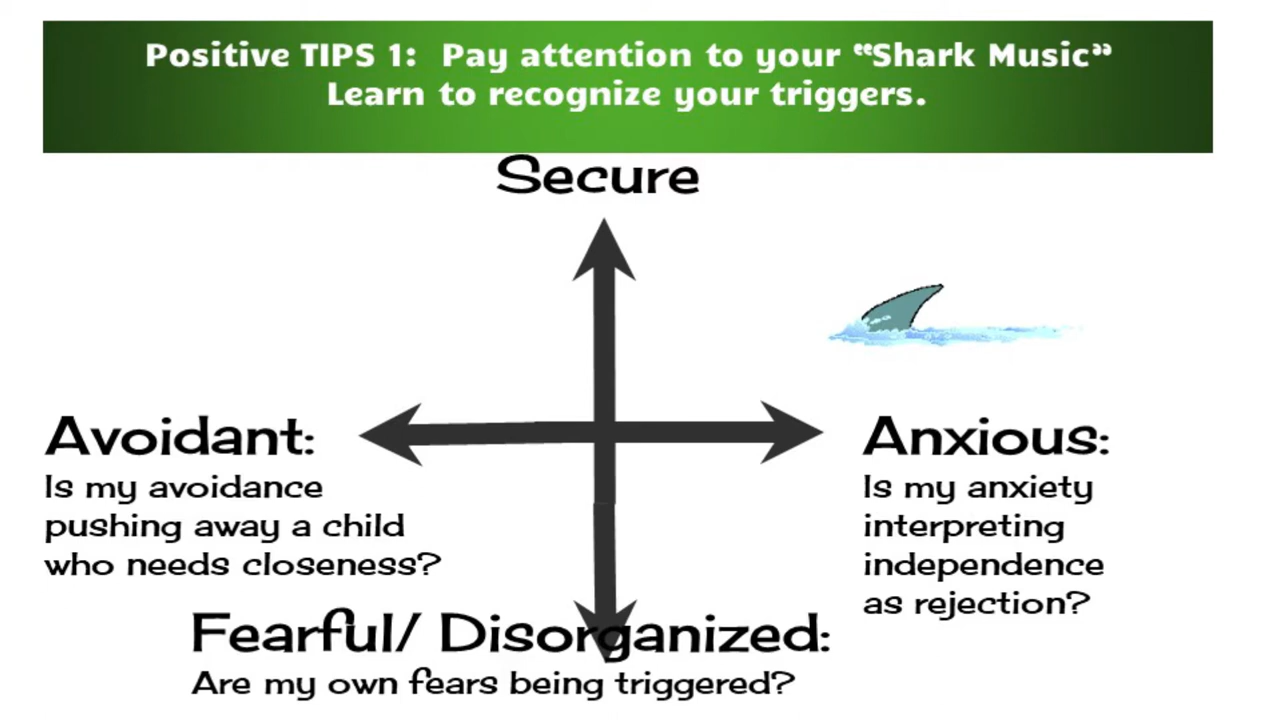 Positive TIPS 1: Pay attention to your “Shark Music”
Learn to recognize your triggers.
Secure
Avoidant:
Is my avoidance
pushing away a child
who needs closeness?
Anxious:
Is my anxiety
interpreting
independence
as rejection?
Fearful/ Disorganized:
Are my own fears being triggered?